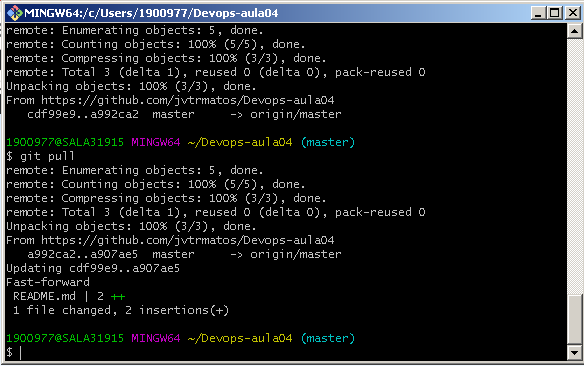 MINGW64:/c/Users/1900977/Devops-aula04
remote: Enumerating objects: 5, done.
remote: Counting objects: 100% (5/5), done.
remote: Compressing objects: 100% (3/3), done.
remote: Total 3 (delta 1), reused 0 (delta 0), pack-reused 0
Unpacking objects: 100% (3/3), done.
From https://github.com/jvtrmatos/Devops-aula04
   cdf99e9..a992ca2  master     -> origin/master
1900977@SALA31915 MINGW64 ~/Devops-aula04 (master)
$ git pull
remote: Enumerating objects: 5, done.
remote: Counting objects: 100% (5/5), done.
remote: Compressing objects: 100% (3/3), done.
remote: Total 3 (delta 1), reused 0 (delta 0), pack-reused 0
Unpacking objects: 100% (3/3), done.
From https://github.com/jvtrmatos/Devops-aula04
   a992ca2..a907ae5  master     -> origin/master
Updating cdf99e9..a907ae5
Fast-forward
 README.md | 2 ++
 1 file changed, 2 insertions(+)
1900977@SALA31915 MINGW64 ~/Devops-aula04 (master)
$